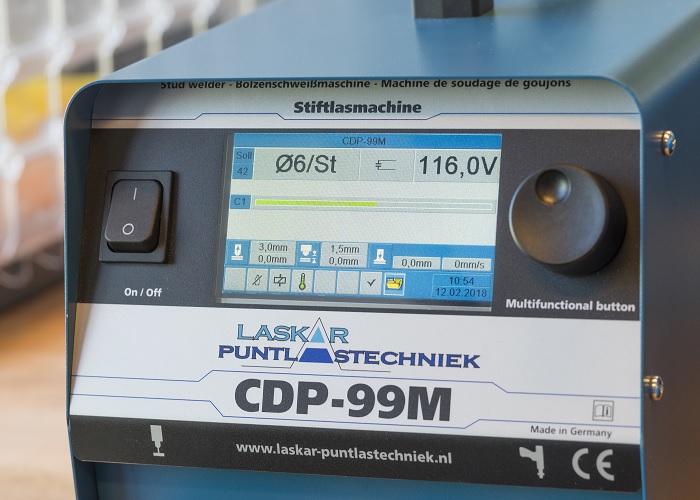 Stud welder - Bolzenschweißmaschine - Machine de soudage de goujons
Stiftlasmachine
CDP-99M
Soll
42
Ø6/St
116,0V
C1
3,0mm
0,0mm
1,5mm
0,0mm
0,0mm
0mm/s
10:54
12.02.2018
I
O
On / Off
Multifunctional button
LASKAR
PUNTLASTECHNIEK
CDP-99M
Made in Germany
www.laskar-puntlastechniek.nl
CE